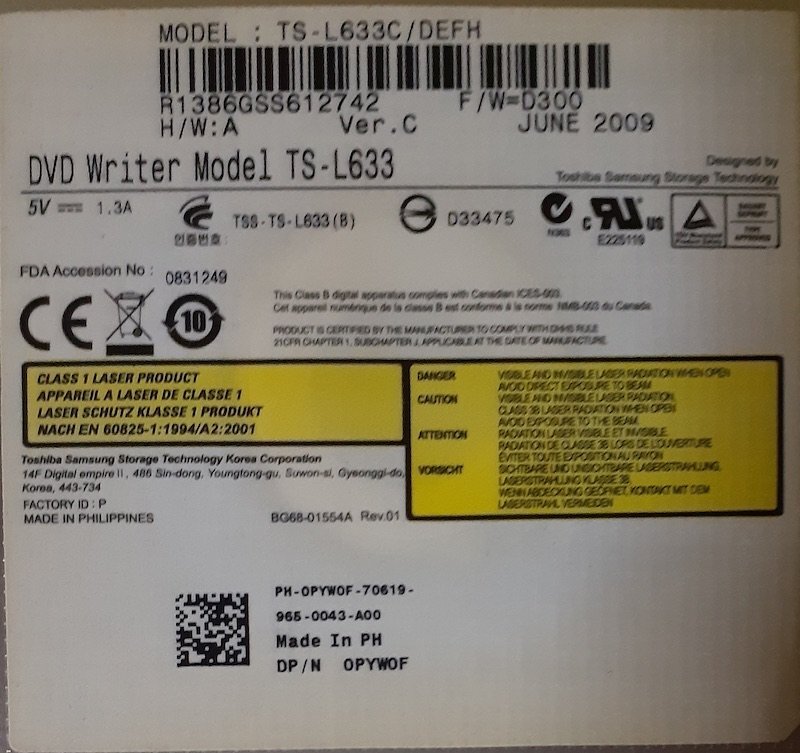 MODEL : TS-L633C/DEFH
R1386GSS612742 F/W=D300
H/W:A Ver.C JUNE 2009
DVD Writer Model TS-L633
Designed by
Toshiba Samsung Storage Technology
5V 1.3A
인증번호 :
TSS-TS-L633(B)
D33475
N363
c RU US
E225119
FDA Accession No : 0831249
CE
10
This Class B digital apparatus complies with Canadian ICES-003.
Cet appareil numérique de la classe B est conforme à la norme NMB-003 du Canada.
PRODUCT IS CERTIFIED BY THE MANUFACTURER TO COMPLY WITH DHHS RULE
21CFR CHAPTER 1, SUBCHAPTER J, APPLICABLE AT THE DATE OF MANUFACTURE.
CLASS 1 LASER PRODUCT
APPAREIL A LASER DE CLASSE 1
LASER SCHUTZ KLASSE 1 PRODUKT
NACH EN 60825-1:1994/A2:2001
DANGER VISIBLE AND INVISIBLE LASER RADIATION WHEN OPEN
AVOID DIRECT EXPOSURE TO BEAM
CAUTION VISIBLE AND INVISIBLE LASER RADIATION,
CLASS 3B LASER RADIATION WHEN OPEN
AVOID EXPOSURE TO THE BEAM.
ATTENTION RADIATION LASER VISIBLE ET INVISIBLE,
RADIATION DE CLASSE 3B LORS DE L'OUVERTURE
ÉVITER TOUTE EXPOSITION AU RAYON
VORSICHT SICHTBARE UND UNSICHTBARE LASERSTRAHLUNG,
LASERSTRAHLUNG KLASSE 3B
WENN ABDECKUNG GEÖFNET, KONTAKT MIT DEM
LASERSTRAHL VERMEIDEN
Toshiba Samsung Storage Technology Korea Corporation
14F Digital empire II, 486 Sin-dong, Youngtong-gu, Suwon-si, Gyeonggi-do,
Korea, 443-734
FACTORY ID : P
MADE IN PHILIPPINES
BG68-01554A Rev.01
PH-0PYW0F-70619-
965-0043-A00
Made In PH
DP/N 0PYW0F